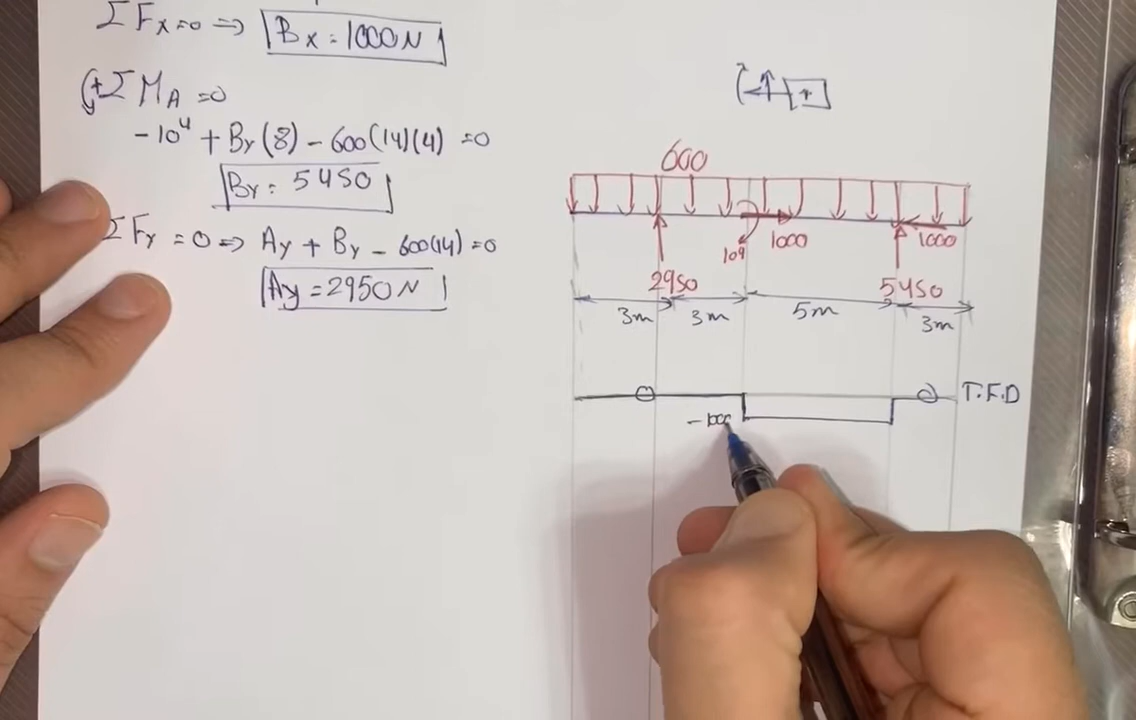 ΣFx=0 => Bx = 1000N
(+ΣMA =0
-10⁴ + By(8) - 600(14)(4) =0
By = 5450
ΣFy = 0 => Ay + By - 600(14) =0
Ay = 2950 N
600
10⁴
1000
1000
2950
5450
3m
3m
5m
3m
T.F.D
-1000